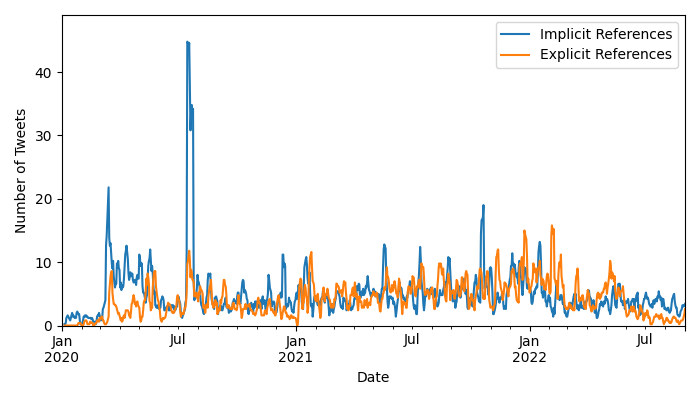 Implicit References
Explicit References
Number of Tweets
40
30
20
10
0
Jan Jul Jan Jul Jan Jul
2020 2021 2022
Date